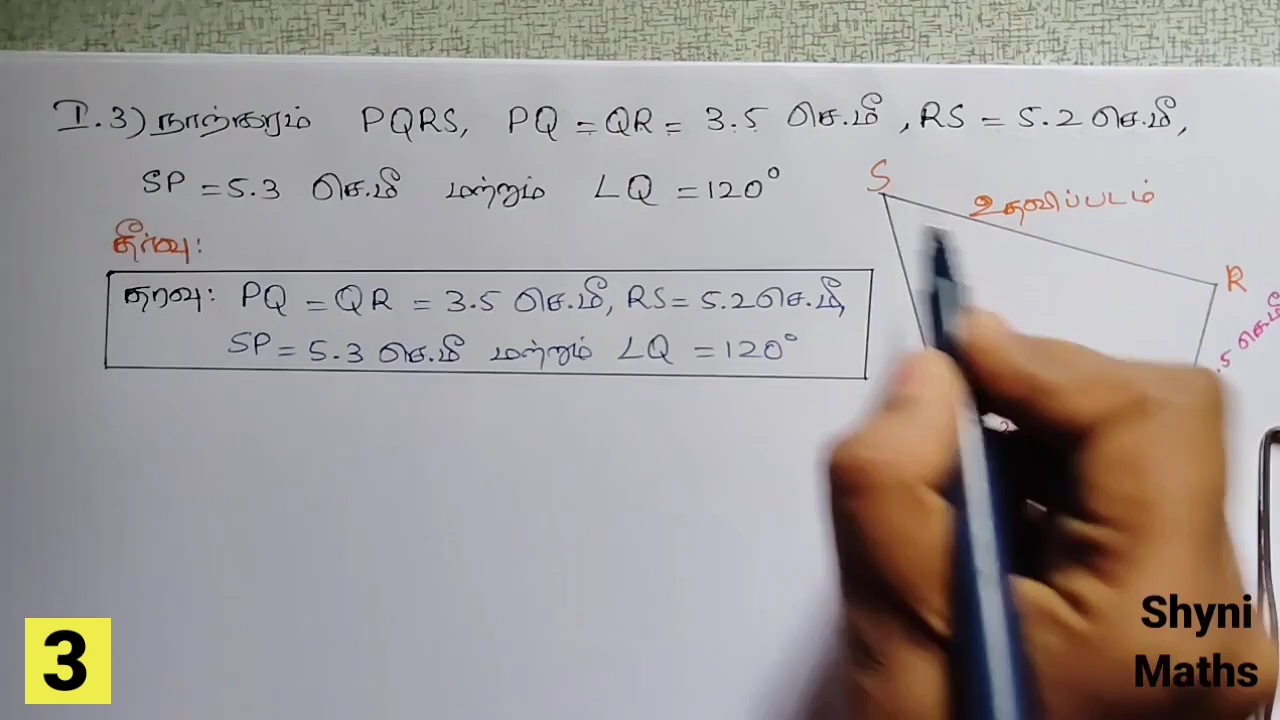 I.3) நாற்கரம் PQRS, PQ = QR = 3.5 செ.மீ, RS = 5.2 செ.மீ,
SP = 5.3 செ.மீ மற்றும் ∠Q = 120°
S
உதவிப்படம்
தீர்வு:
R
தரவு: PQ = QR = 3.5 செ.மீ, RS = 5.2 செ.மீ,
SP = 5.3 செ.மீ மற்றும் ∠Q = 120°
.5 செ.மீ
Shyni
Maths
3